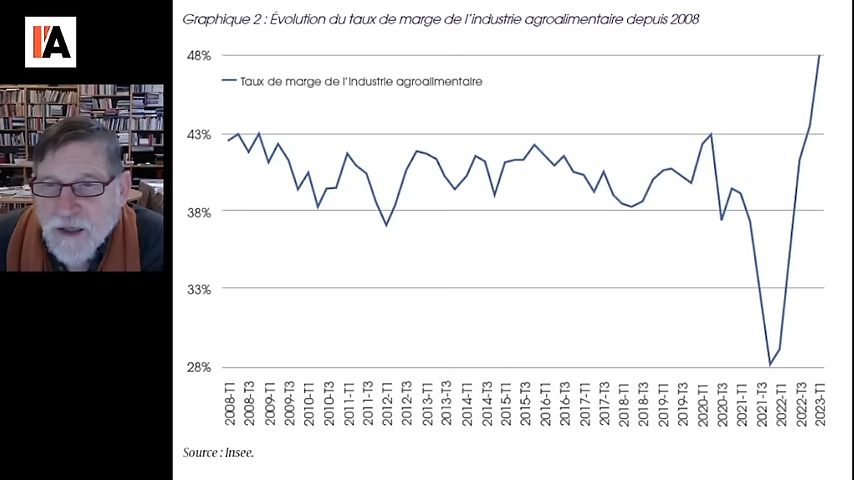 IA
Graphique 2 : Évolution du taux de marge de l'industrie agroalimentaire depuis 2008
48%
Taux de marge de l'industrie agroalimentaire
43%
38%
33%
28%
2008-T1
2008-T3
2009-T1
2009-T3
2010-T1
2010-T3
2011-T1
2011-T3
2012-T1
2012-T3
2013-T1
2013-T3
2014-T1
2014-T3
2015-T1
2015-T3
2016-T1
2016-T3
2017-T1
2017-T3
2018-T1
2018-T3
2019-T1
2019-T3
2020-T1
2020-T3
2021-T1
2021-T3
2022-T1
2022-T3
2023-T1
Source : Insee.